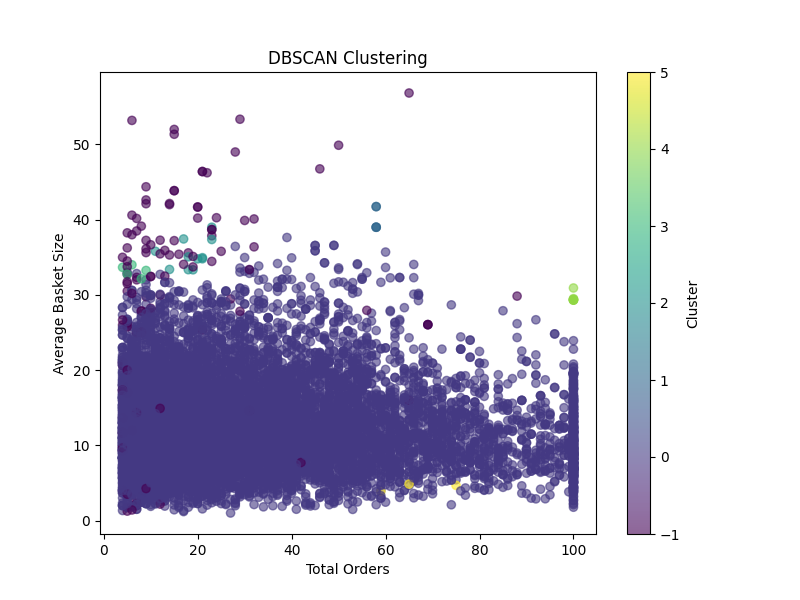 DBSCAN Clustering
50
40
30
20
10
0
Average Basket Size
0 20 40 60 80 100
Total Orders
5
4
3
2
1
0
−1
Cluster